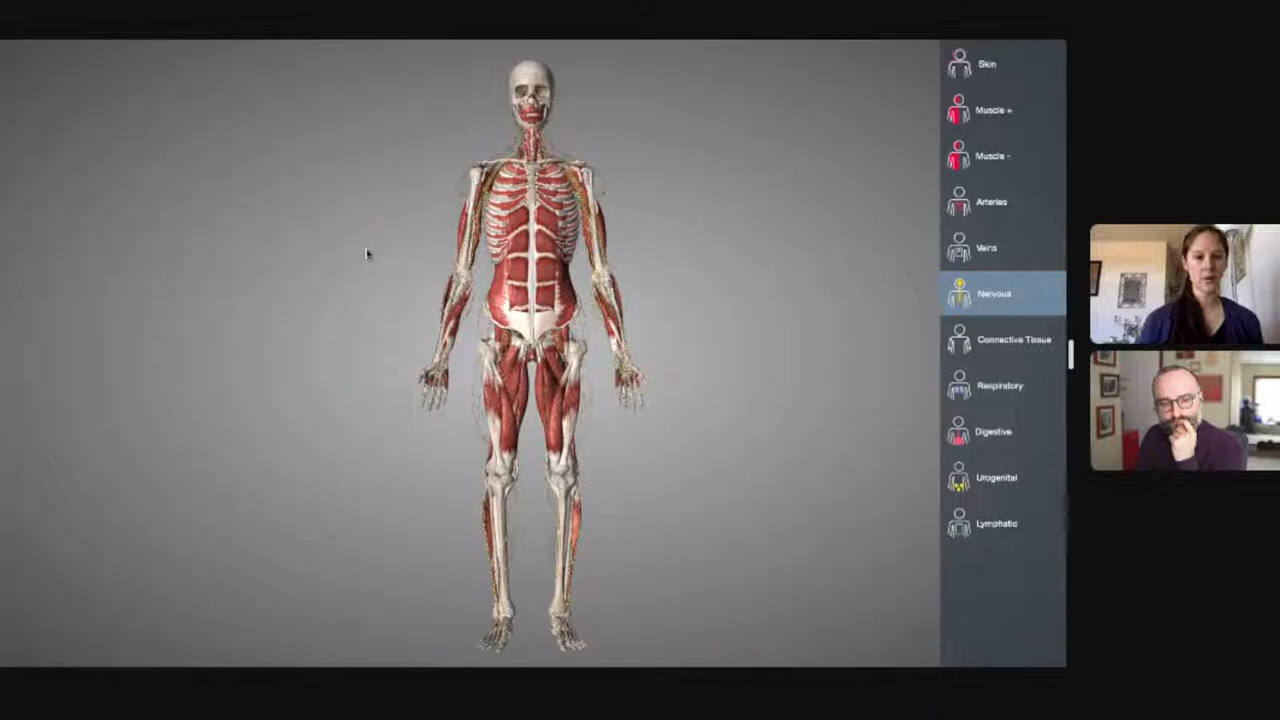 Skin
Muscle +
Muscle -
Arteries
Veins
Nervous
Connective Tissue
Respiratory
Digestive
Urogenital
Lymphatic